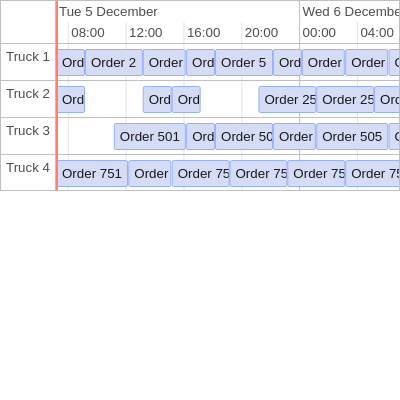 Tue 5 December Wed 6 Decembe
08:00 12:00 16:00 20:00 00:00 04:00
Truck 1 Ord Order 2 Order Ord Order 5 Ord Order Order
Truck 2 Ord Ord Ord Order 25 Order 25 Ord
Truck 3 Order 501 Ord Order 50 Order Order 505
Truck 4 Order 751 Order Order 75 Order 75 Order 75 Order 75